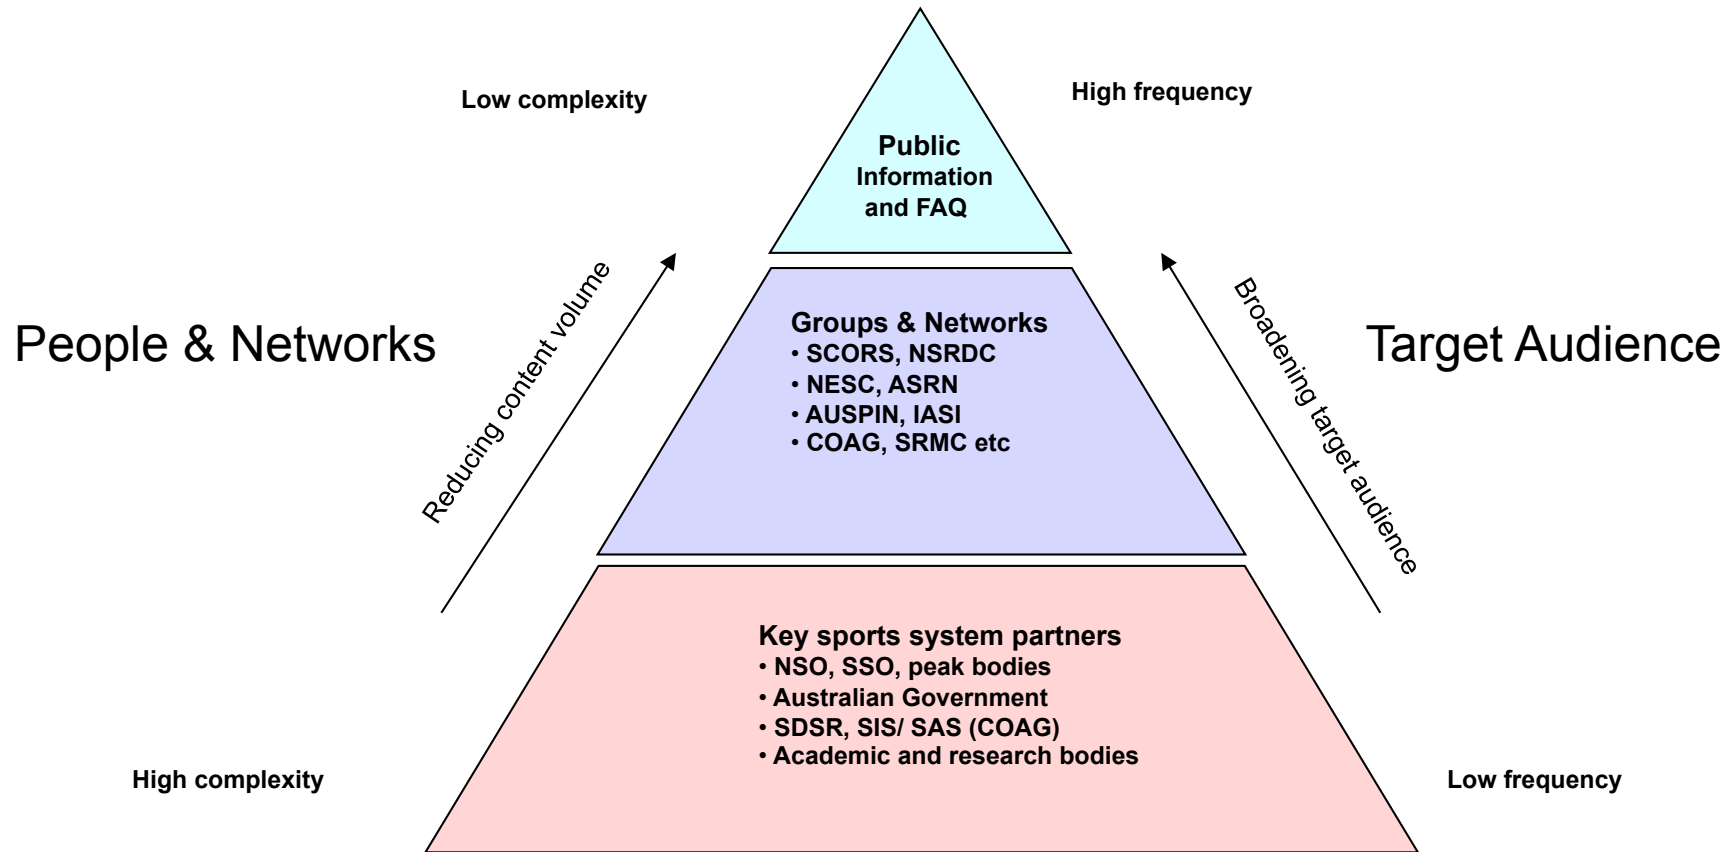 Low complexity
High frequency
Public
Information
and FAQ
People & Networks
Reducing content volume
Groups & Networks
• SCORS, NSRDC
• NESC, ASRN
• AUSPIN, IASI
• COAG, SRMC etc
Broadening target audience
Target Audience
Key sports system partners
• NSO, SSO, peak bodies
• Australian Government
• SDSR, SIS/ SAS (COAG)
• Academic and research bodies
High complexity
Low frequency